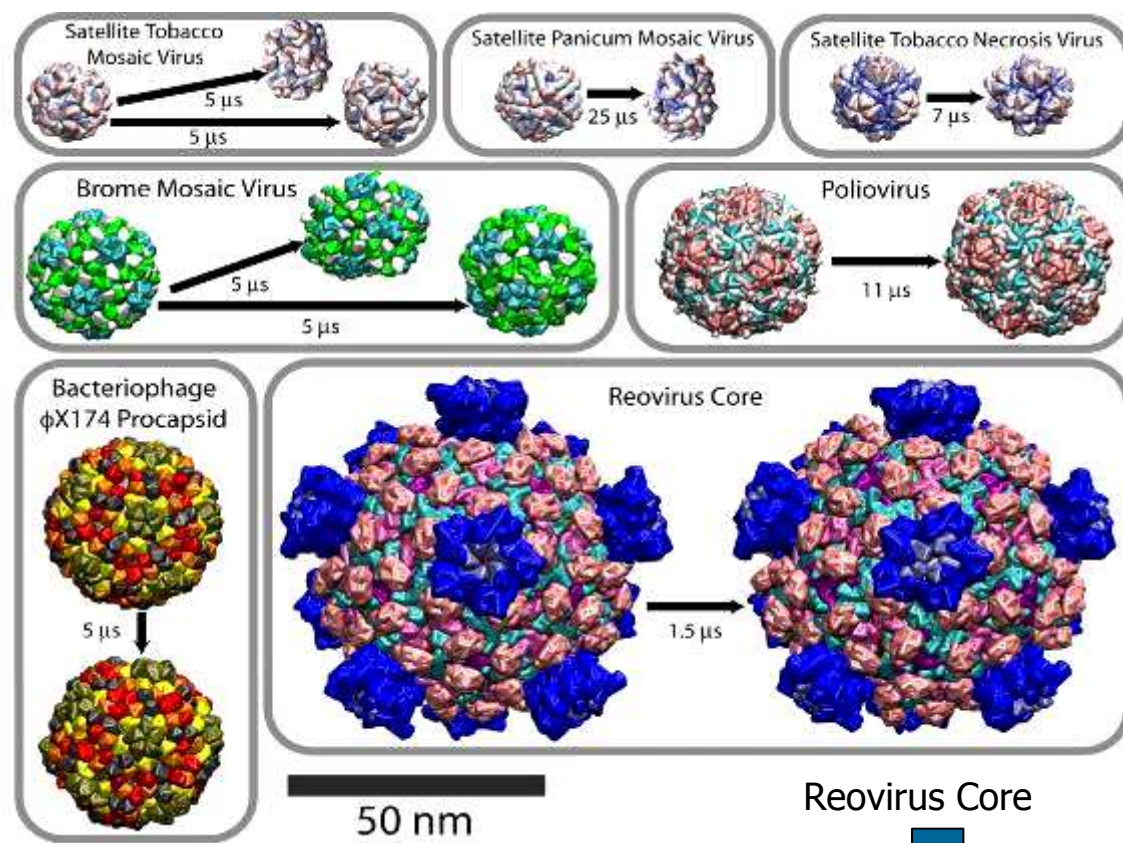 Satellite Tobacco
Mosaic Virus
5 μs
5 μs
Satellite Panicum Mosaic Virus
25 μs
Satellite Tobacco Necrosis Virus
7 μs
Brome Mosaic Virus
5 μs
5 μs
Poliovirus
11 μs
Bacteriophage
ϕX174 Procapsid
5 μs
Reovirus Core
1.5 μs
50 nm
Reovirus Core